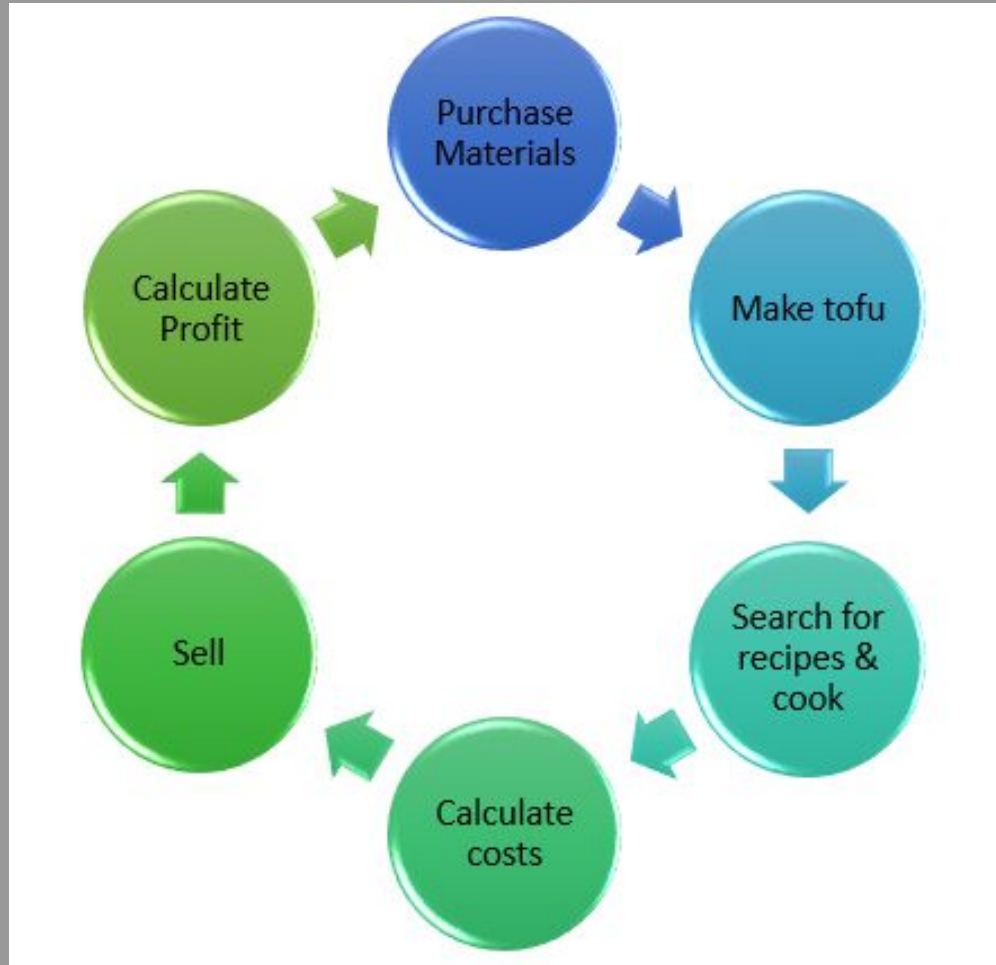 Purchase
Materials
Make tofu
Search for
recipes &
cook
Calculate
costs
Sell
Calculate
Profit